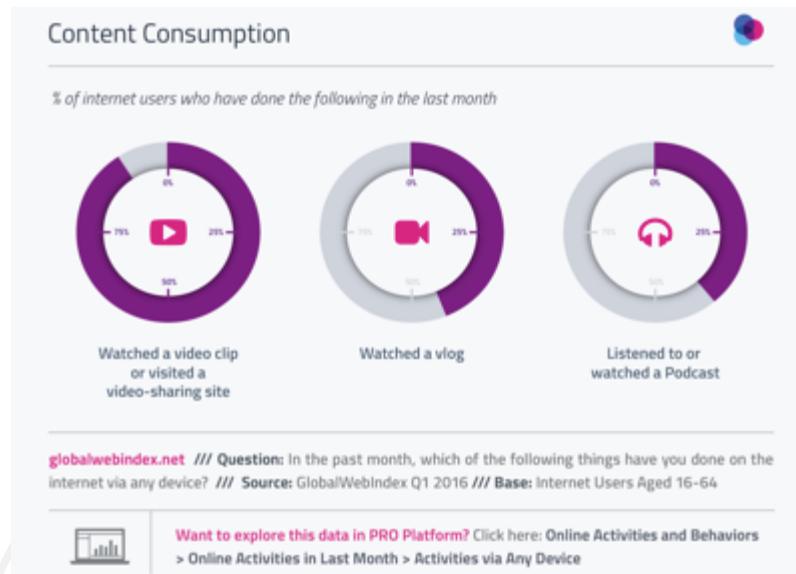 Content Consumption
% of internet users who have done the following in the last month
0%
75%
25%
50%
0%
75%
25%
50%
0%
75%
25%
50%
Watched a video clip
or visited a
video-sharing site
Watched a vlog
Listened to or
watched a Podcast
globalwebindex.net /// Question: In the past month, which of the following things have you done on the
internet via any device? /// Source: GlobalWebIndex Q1 2016 /// Base: Internet Users Aged 16-64
Want to explore this data in PRO Platform? Click here: Online Activities and Behaviors
> Online Activities in Last Month > Activities via Any Device